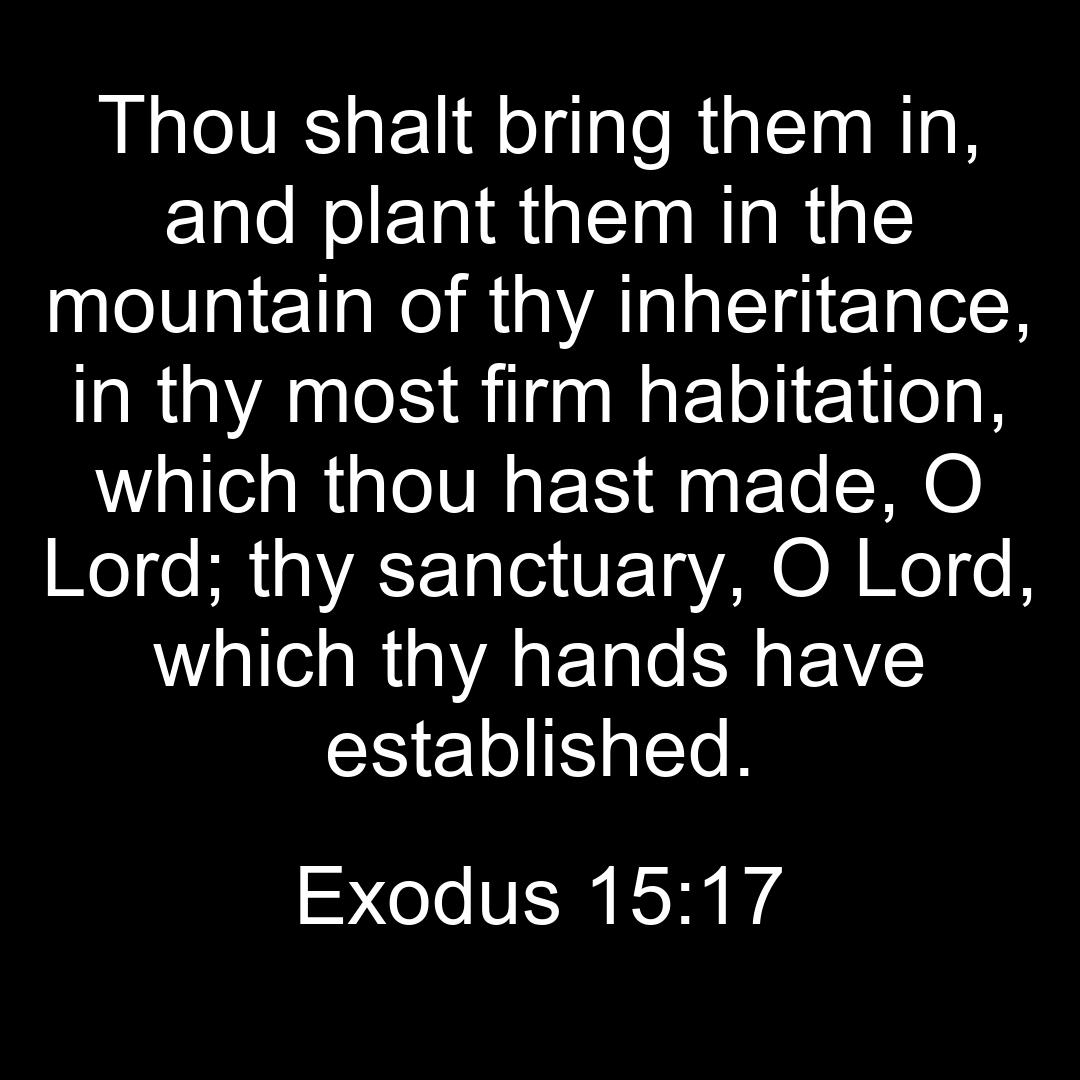 Thou shalt bring them in,
and plant them in the
mountain of thy inheritance,
in thy most firm habitation,
which thou hast made, O
Lord; thy sanctuary, O Lord,
which thy hands have
established.
Exodus 15:17